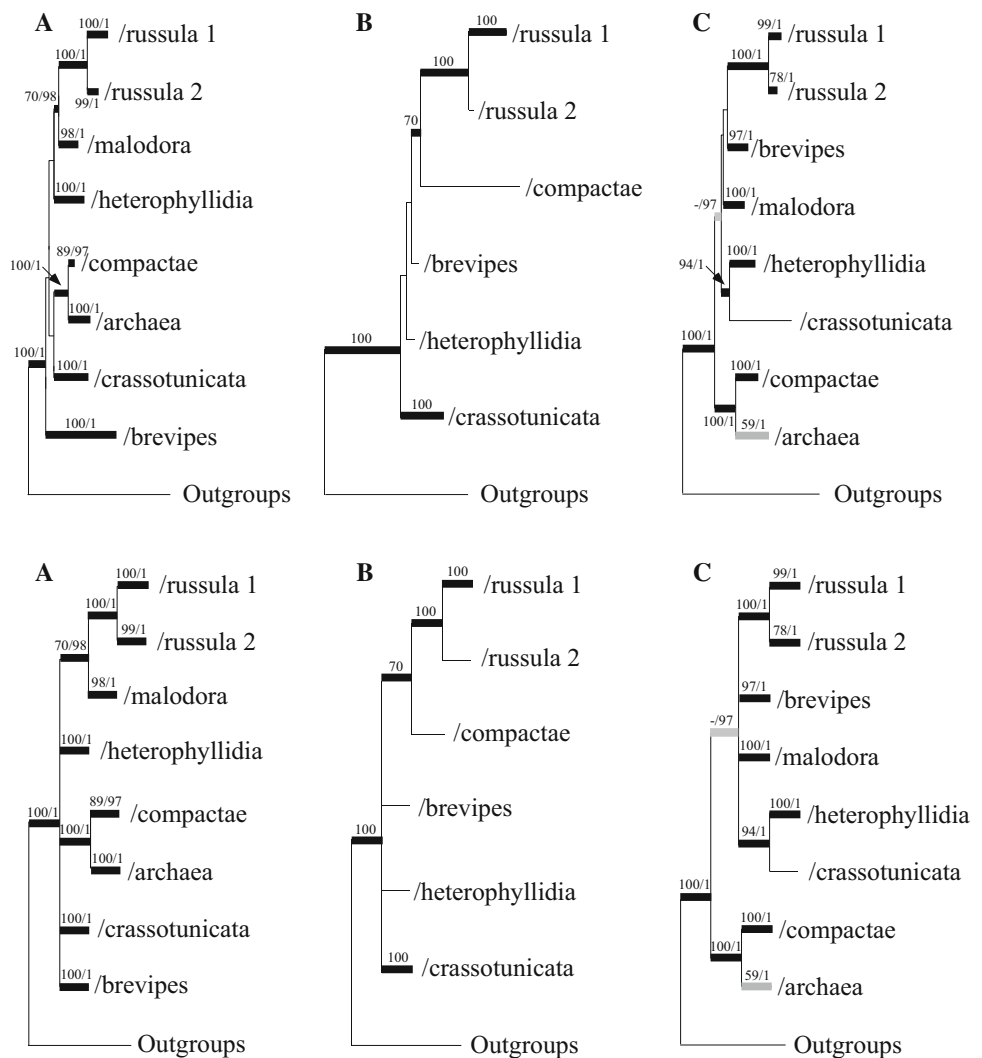 A
100/1
/russula 1
100/1
/russula 2
70/98
99/1
98/1
/malodora
100/1
/heterophyllidia
89/97
100/1
/compactae
100/1
/archaea
100/1
100/1
/crassotunicata
100/1
/brevipes
Outgroups
B
100
/russula 1
100
/russula 2
70
/compactae
/brevipes
/heterophyllidia
100
100
/crassotunicata
Outgroups
C
99/1
/russula 1
100/1
78/1
/russula 2
97/1
/brevipes
100/1
/malodora
-/97
94/1
100/1
/heterophyllidia
/crassotunicata
100/1
100/1
/compactae
100/1
59/1
/archaea
Outgroups
A
100/1
/russula 1
100/1
99/1
/russula 2
70/98
98/1
/malodora
100/1
/heterophyllidia
89/97
/compactae
100/1
100/1
100/1
/archaea
100/1
/crassotunicata
100/1
/brevipes
Outgroups
B
100
/russula 1
100
/russula 2
70
/compactae
/brevipes
100
/heterophyllidia
100
/crassotunicata
Outgroups
C
99/1
/russula 1
100/1
78/1
/russula 2
97/1
/brevipes
-/97
100/1
/malodora
100/1
/heterophyllidia
94/1
/crassotunicata
100/1
100/1
/compactae
100/1
59/1
/archaea
Outgroups